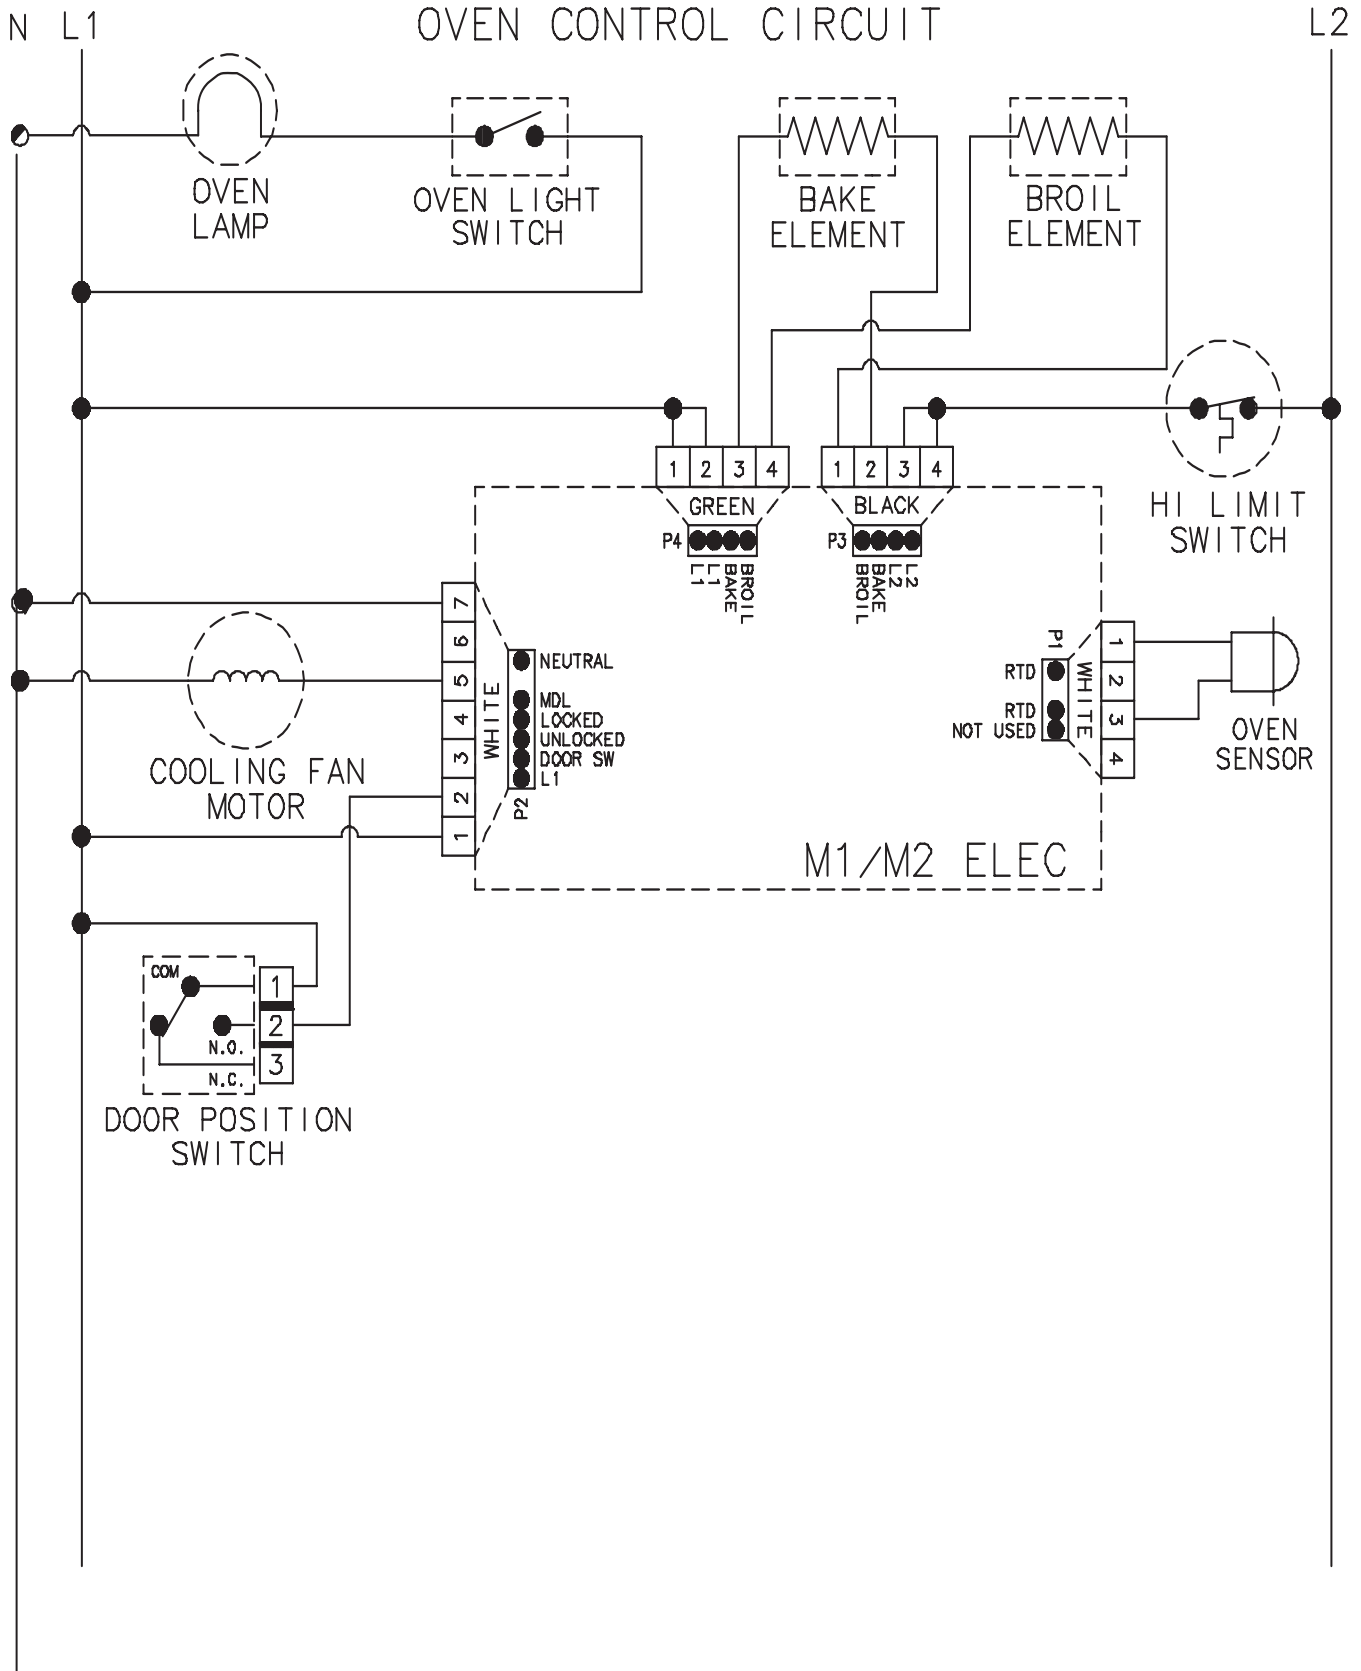 N L1 OVEN CONTROL CIRCUIT L2
OVEN
LAMP
OVEN LIGHT
SWITCH
BAKE
ELEMENT
BROIL
ELEMENT
HI LIMIT
SWITCH
1 2 3 4
GREEN
P4
L1
L1
BAKE
BROIL
1 2 3 4
BLACK
P3
BROIL
BAKE
L2
L2
7
6
5
4
3
2
1
WHITE
NEUTRAL
MDL
LOCKED
UNLOCKED
DOOR SW
L1
P2
P1
RTD
RTD
NOT USED
WHITE
1
2
3
4
OVEN
SENSOR
COOLING FAN
MOTOR
M1/M2 ELEC
COM
N.O.
N.C.
1
2
3
DOOR POSITION
SWITCH